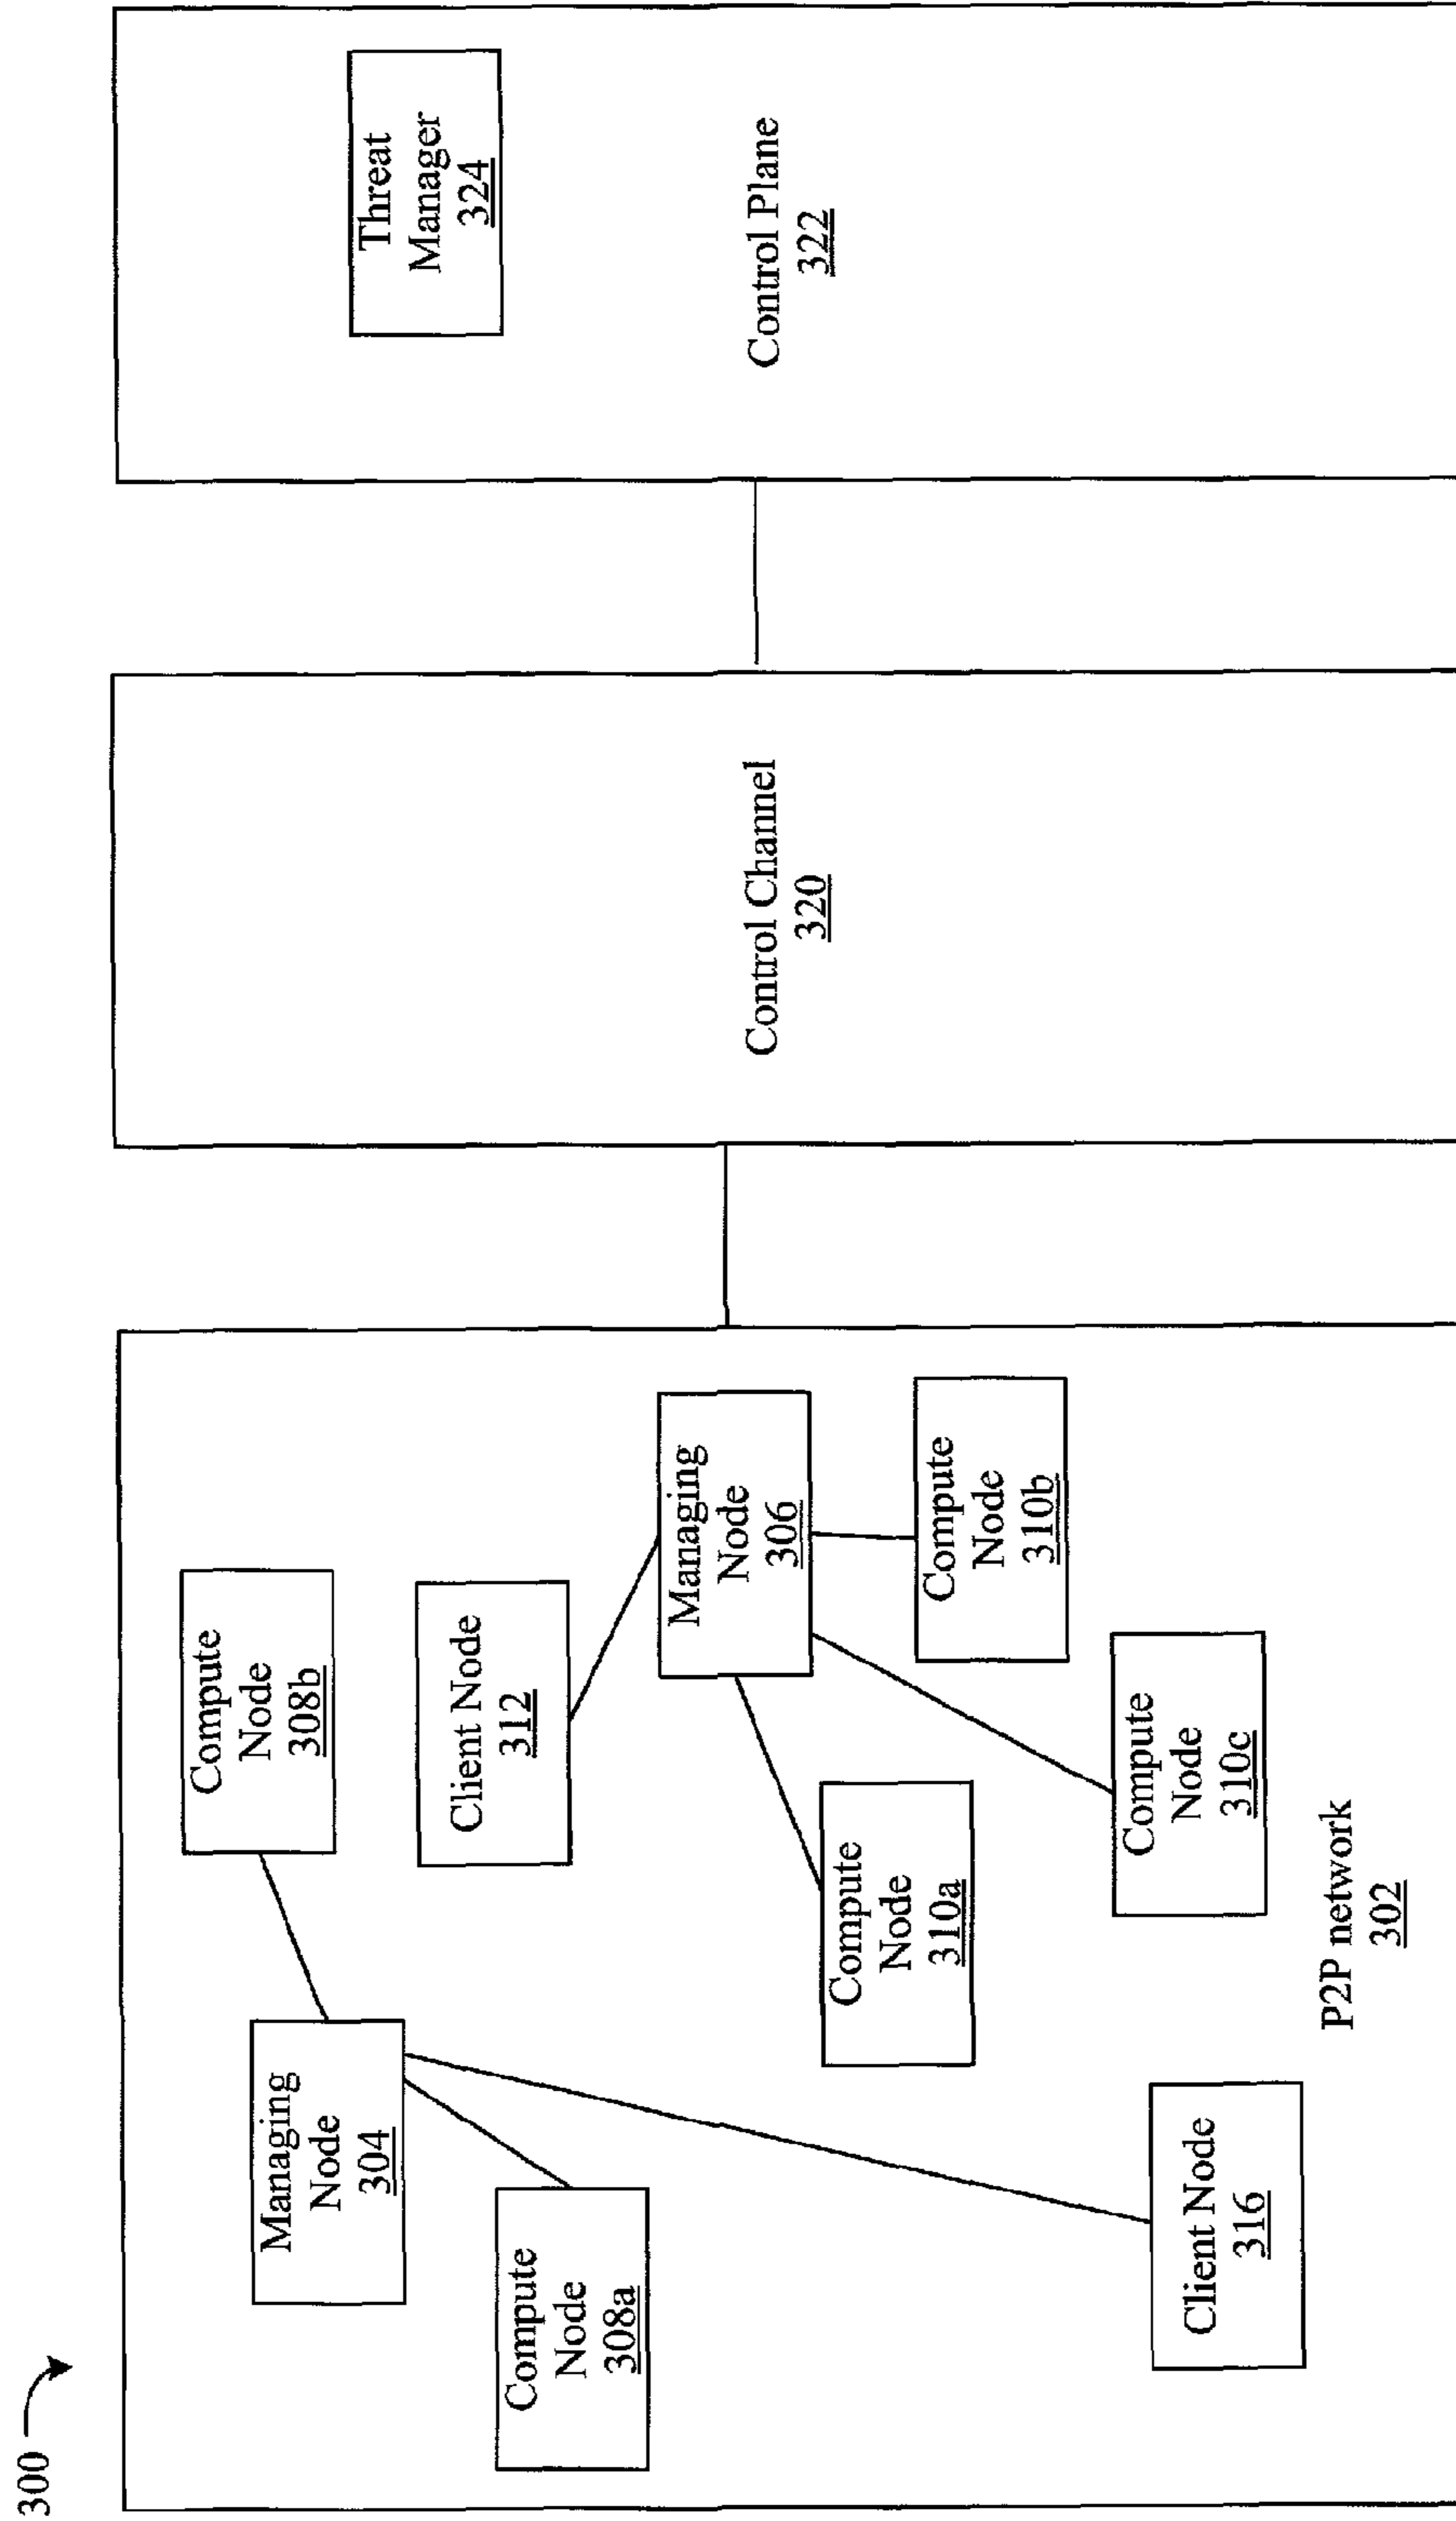 300
Compute
Node
308b
Managing
Node
304
Compute
Node
308a
Client Node
312
Managing
Node
306
Compute
Node
310a
Compute
Node
310b
Compute
Node
310c
Client Node
316
P2P network
302
Control Channel
320
Threat
Manager
324
Control Plane
322